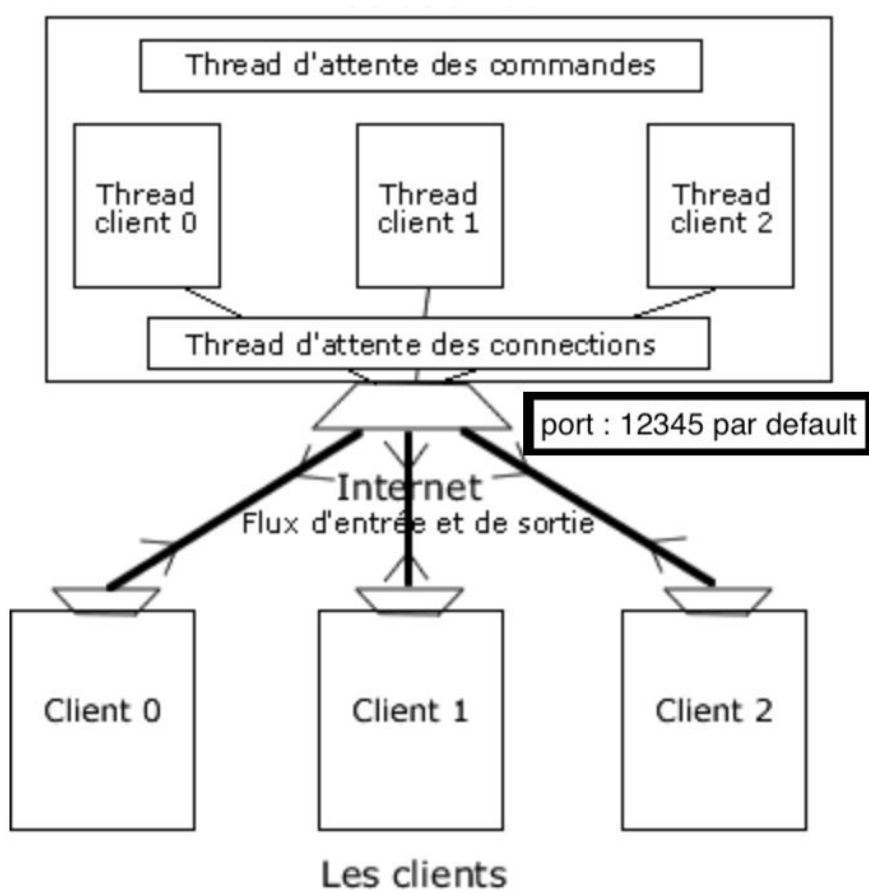 Thread d'attente des commandes
Thread
client 0
Thread
client 1
Thread
client 2
Thread d'attente des connections
port : 12345 par default
Internet
Flux d'entrée et de sortie
Client 0
Client 1
Client 2
Les clients